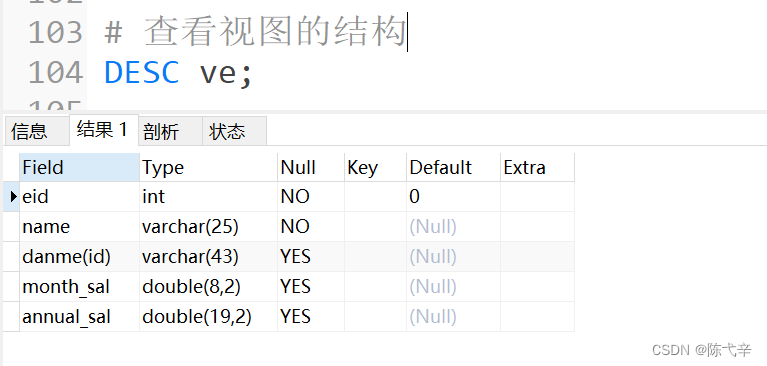 103 # 查看视图的结构
104 DESC ve;
信息 结果 1 剖析 状态
Field Type Null Key Default Extra
eid int NO 0
name varchar(25) NO (Null)
danme(id) varchar(43) YES (Null)
month_sal double(8,2) YES (Null)
annual_sal double(19,2) YES (Null)
CSDN @陈弋辛